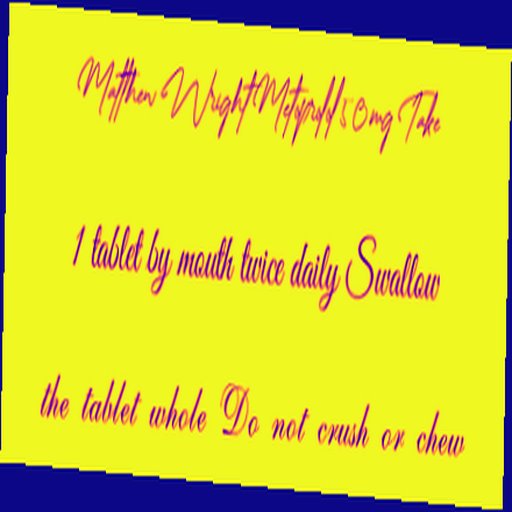 Matthew Wright Metoprolol 50mg Take
1 tablet by mouth twice daily Swallow
the tablet whole Do not crush or chew